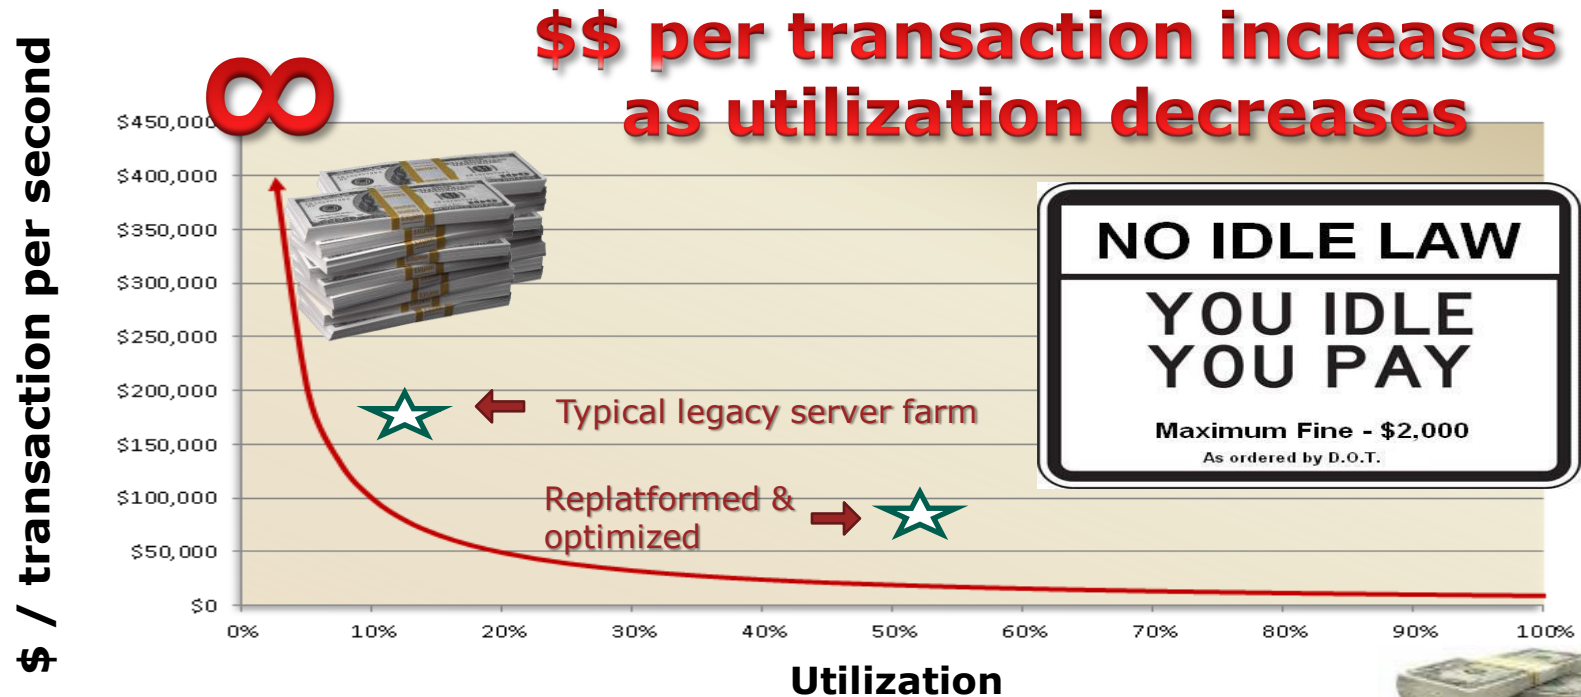 $$ per transaction increases
as utilization decreases
∞
$ / transaction per second
$450,000
$400,000
$350,000
$300,000
$250,000
$200,000
$150,000
$100,000
$50,000
$0
NO IDLE LAW
YOU IDLE
YOU PAY
Maximum Fine - $2,000
As ordered by D.O.T.
Typical legacy server farm
Replatformed &
optimized
0% 10% 20% 30% 40% 50% 60% 70% 80% 90% 100%
Utilization